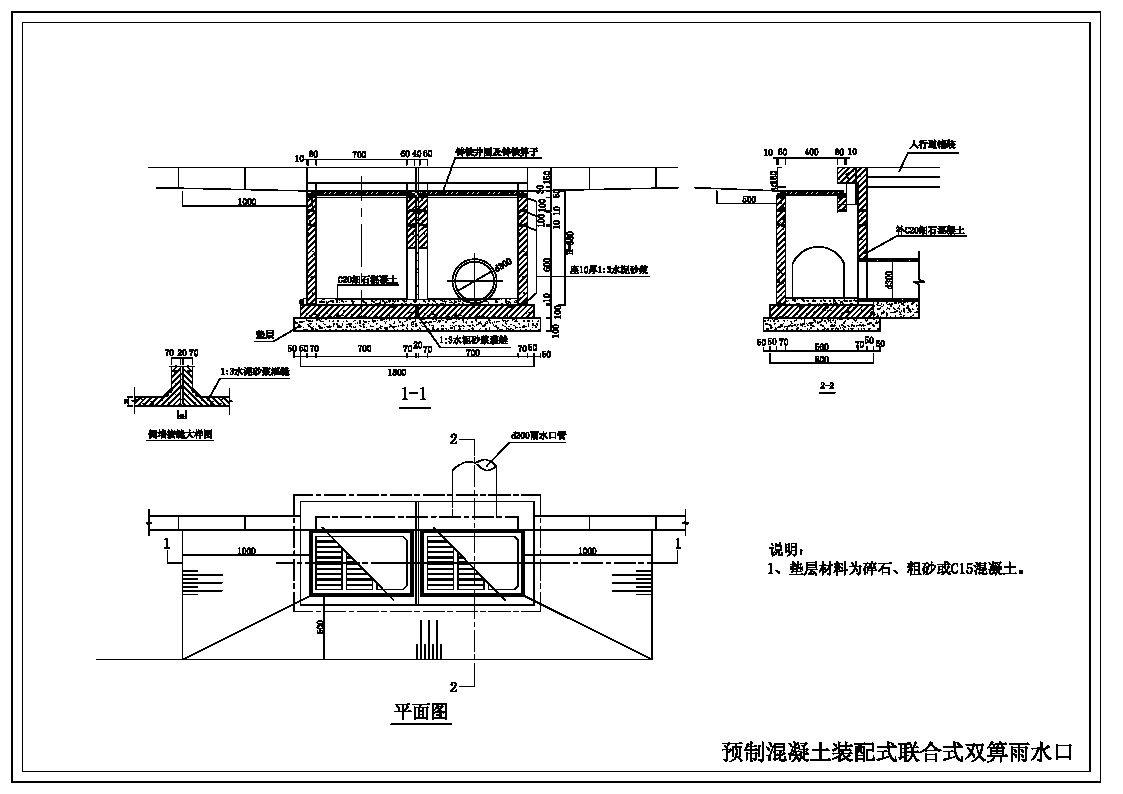 10 60 700 60 40 60
铸铁井圈及铸铁箅子
1000
C20细石混凝土
d300
座10厚1:3水泥砂浆
垫层
1:3水泥砂浆灌缝
50 50 70 700 70 20 70 700 70 50 50
1800
1-1
10 60 400 60 10
人行道铺装
500
补C20细石混凝土
d300
50 50 70 500 70 50 50
2-2
70 20 70
1:3水泥砂浆灌缝
侧墙接缝大样图
2
d300雨水口管
1
1000
1000
1
500
2
平面图
说明：
1、垫层材料为碎石、粗砂或C15混凝土。
预制混凝土装配式联合式双箅雨水口